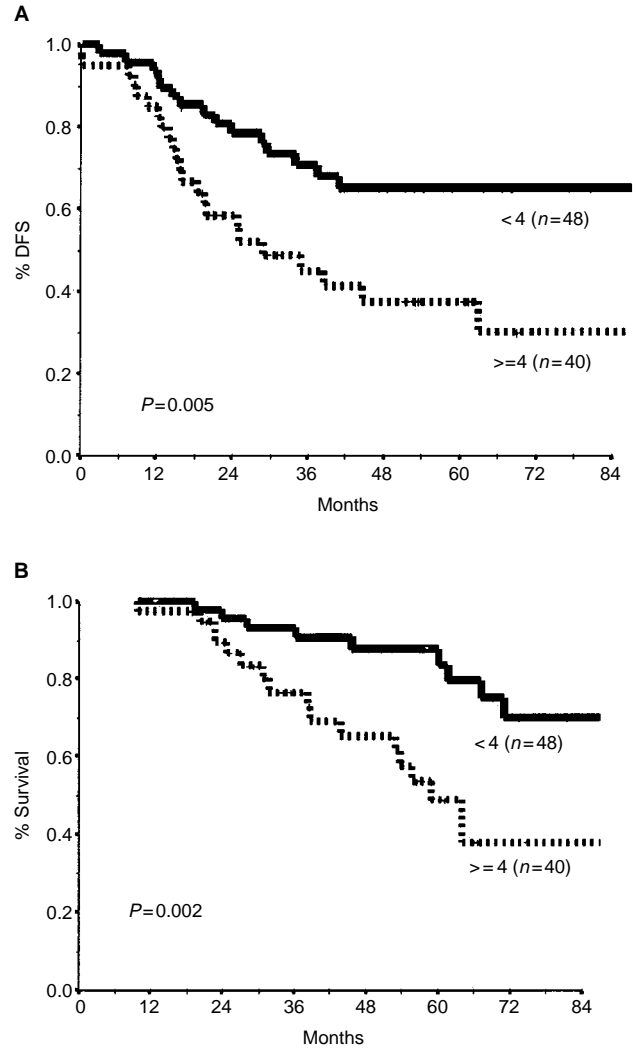 A
1.0
0.8
0.6
0.4
0.2
0.0
% DFS
< 4 (n=48)
>=4 (n=40)
P=0.005
0 12 24 36 48 60 72 84
Months
B
1.0
0.8
0.6
0.4
0.2
0.0
% Survival
<4 (n=48)
>=4 (n=40)
P=0.002
0 12 24 36 48 60 72 84
Months